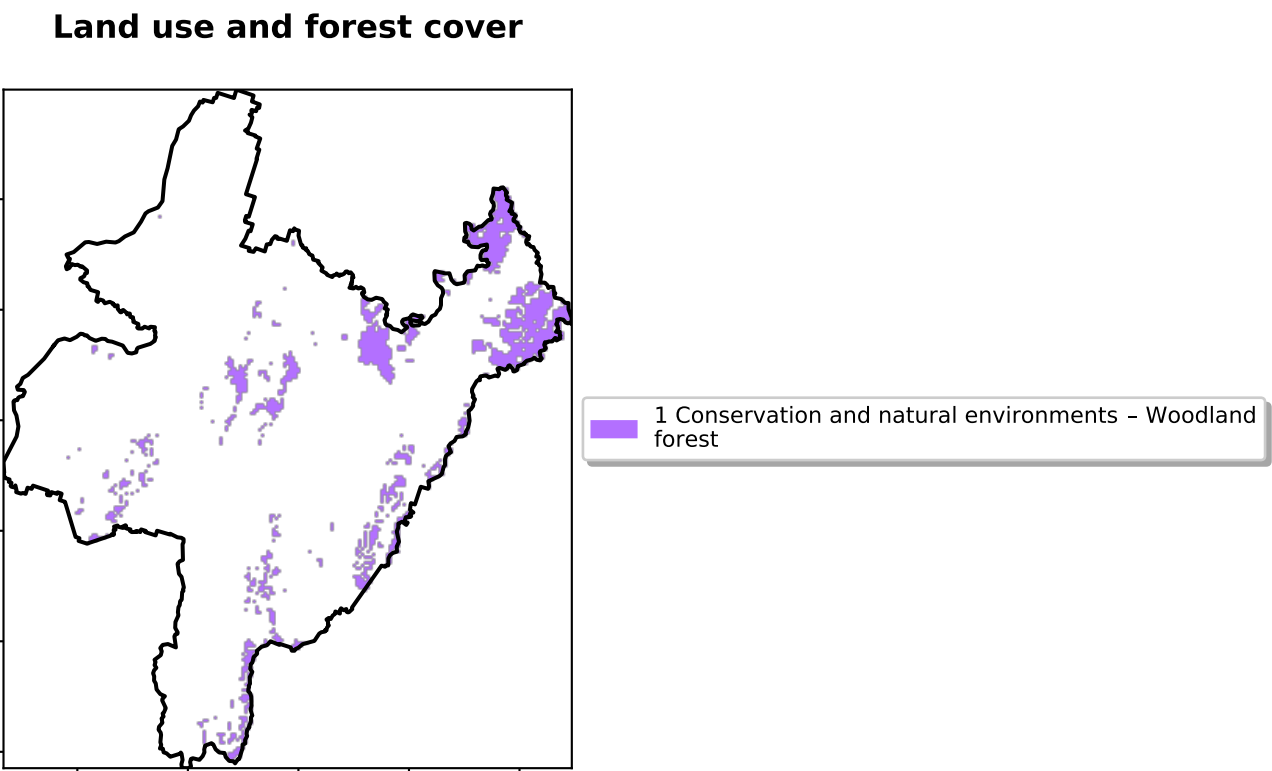 Land use and forest cover
1 Conservation and natural environments – Woodland
forest